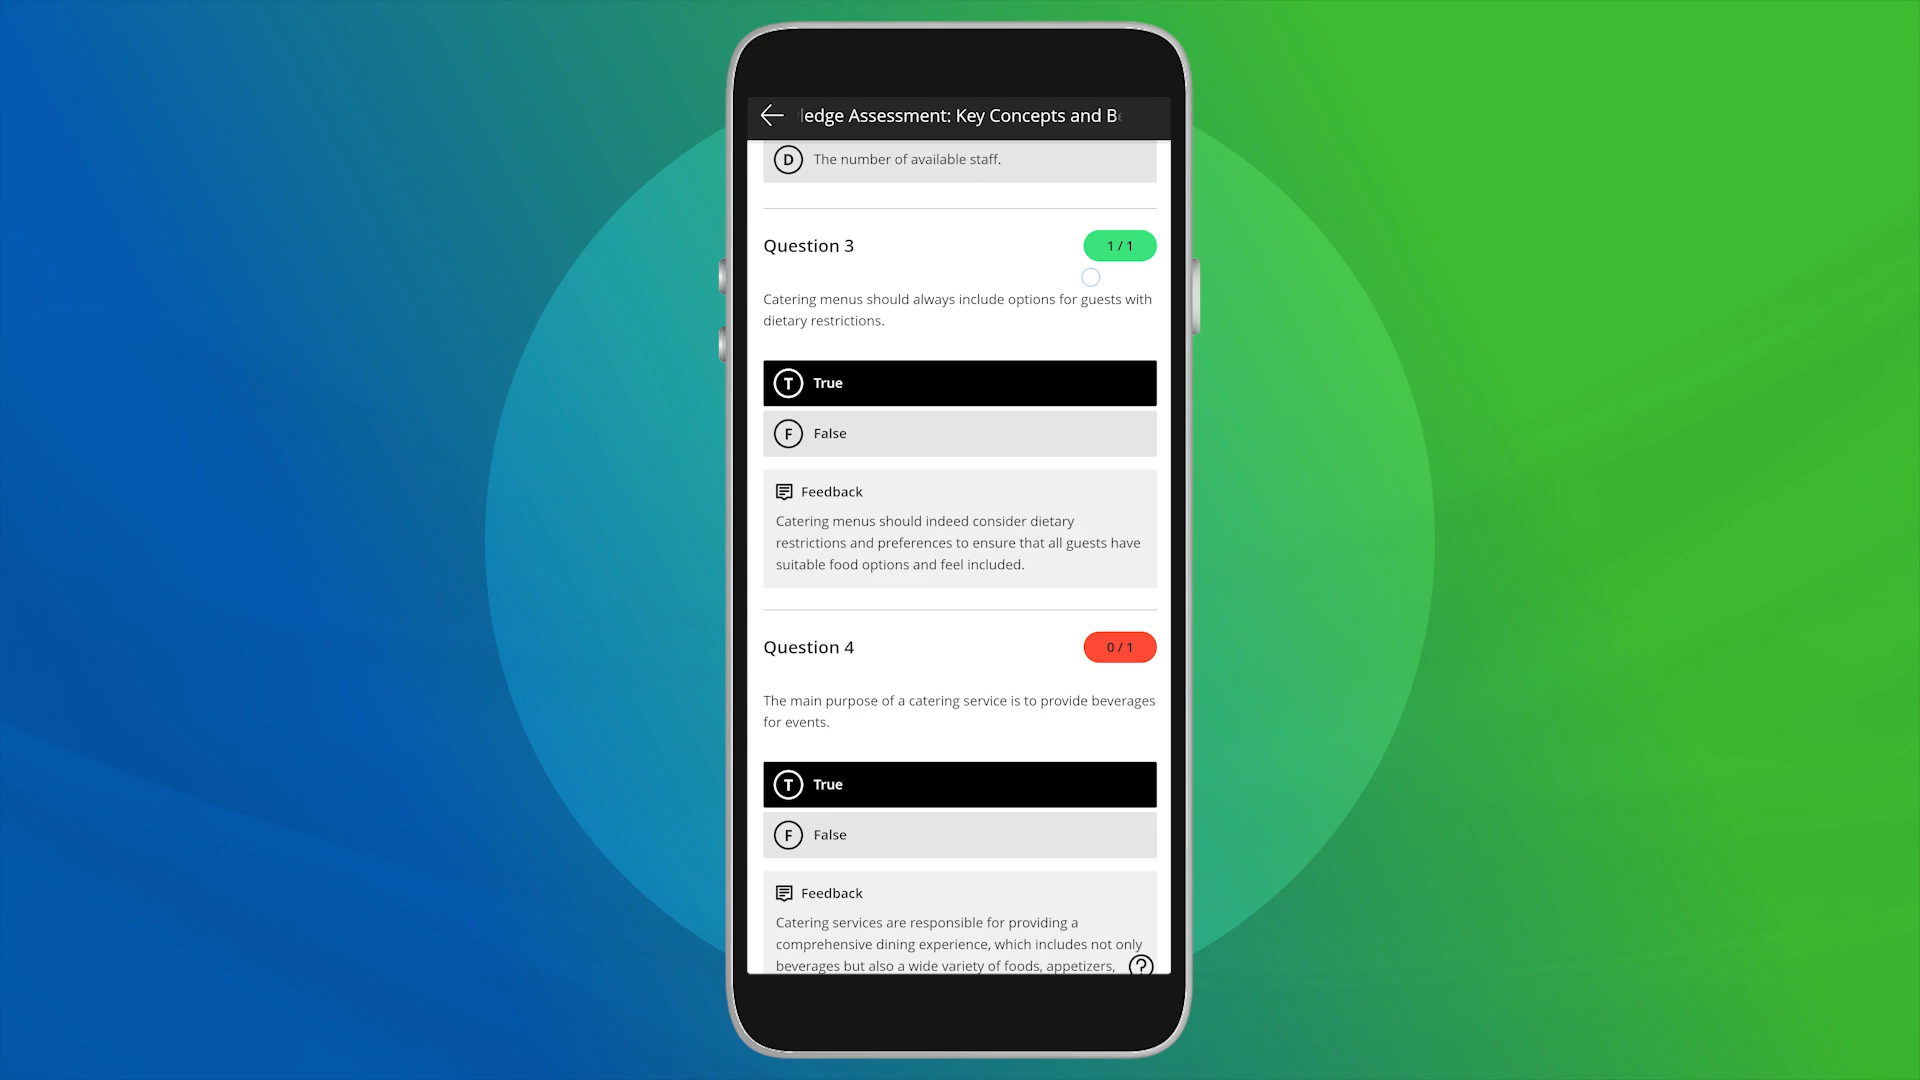 ledge Assessment: Key Concepts and B
D The number of available staff.
Question 3
1 / 1
Catering menus should always include options for guests with
dietary restrictions.
T True
F False
Feedback
Catering menus should indeed consider dietary
restrictions and preferences to ensure that all guests have
suitable food options and feel included.
Question 4
0 / 1
The main purpose of a catering service is to provide beverages
for events.
T True
F False
Feedback
Catering services are responsible for providing a
comprehensive dining experience, which includes not only
beverages but also a wide variety of foods, appetizers,
?